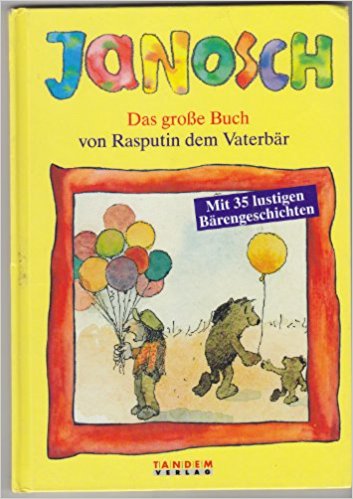 JANOSCH
Das große Buch
von Rasputin dem Vaterbär
Mit 35 lustigen
Bärengeschichten
TANDEM
VERLAG